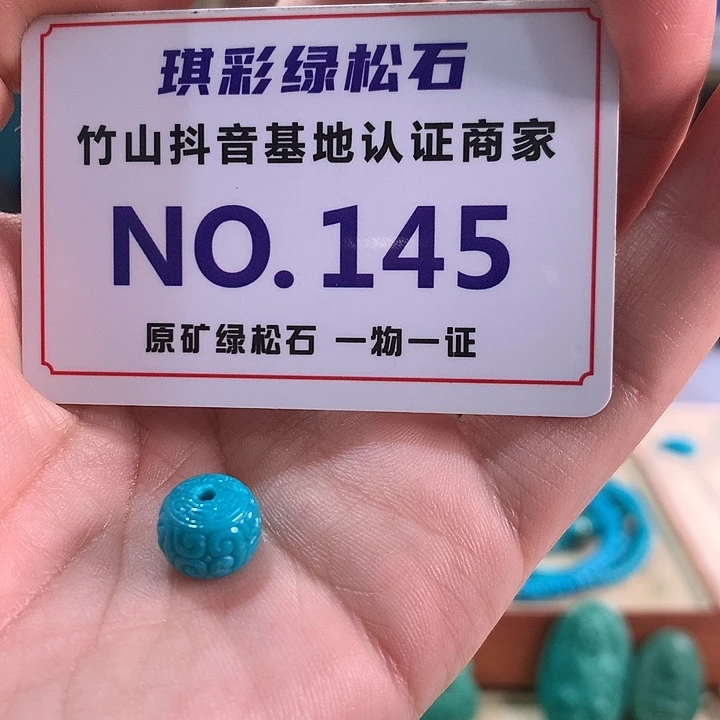 琪彩绿松石
竹山抖音基地认证商家
NO.145
原矿绿松石 一物一证